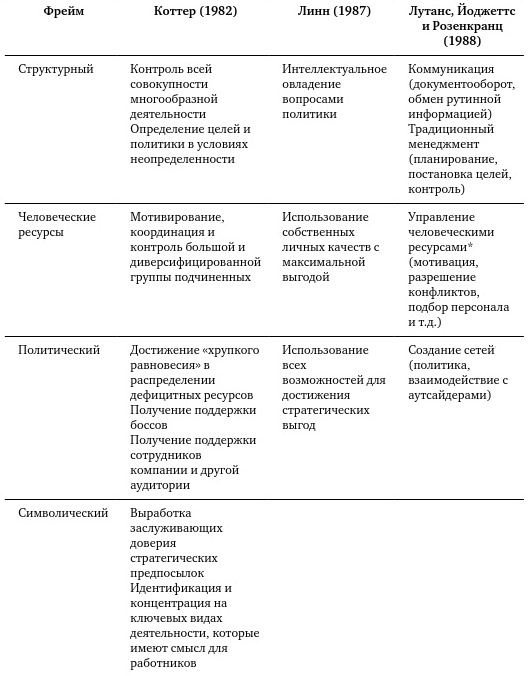 Фрейм
Коттер (1982)
Линн (1987)
Лутанс, Йоджеттс
и Розенкранц
(1988)
Структурный
Контроль всей
совокупности
многообразной
деятельности
Определение целей и
политики в условиях
неопределенности
Интеллектуальное
овладение
вопросами
политики
Коммуникация
(документооборот,
обмен рутинной
информацией)
Традиционный
менеджмент
(планирование,
постановка целей,
контроль)
Человеческие
ресурсы
Мотивирование,
координация и
контроль большой и
диверсифицированной
группы подчиненных
Использование
собственных
личных качеств с
максимальной
выгодой
Управление
человеческими
ресурсами*
(мотивация,
разрешение
конфликтов,
подбор персонала
и т.д.)
Политический
Достижение «хрупкого
равновесия» в
распределении
дефицитных ресурсов
Получение поддержки
боссов
Получение поддержки
сотрудников
компании и другой
аудитории
Использование
всех
возможностей для
достижения
стратегических
выгод
Создание сетей
(политика,
взаимодействие с
аутсайдерами)
Символический
Выработка
заслуживающих
доверия
стратегических
предпосылок
Идентификация и
концентрация на
ключевых видах
деятельности, которые
имеют смысл для
работников